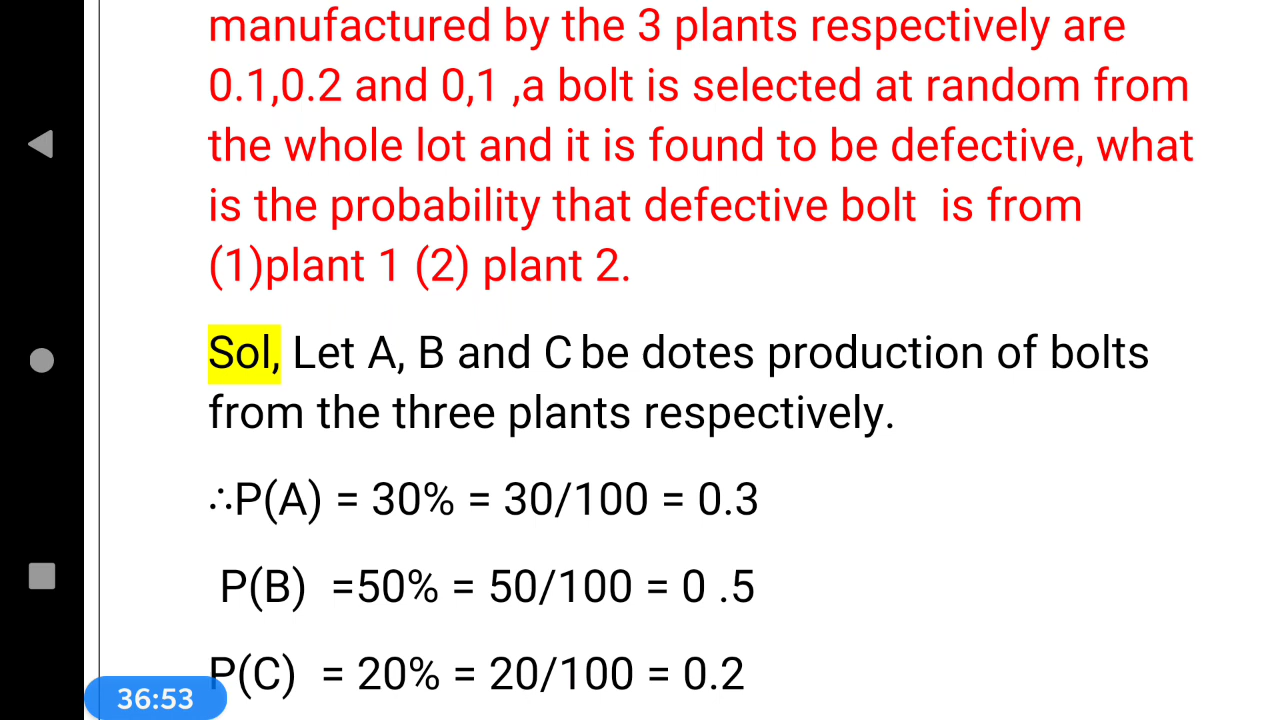 manufactured by the 3 plants respectively are
0.1,0.2 and 0,1 ,a bolt is selected at random from
the whole lot and it is found to be defective, what
is the probability that defective bolt  is from
(1)plant 1 (2) plant 2.
Sol, Let A, B and C be dotes production of bolts
from the three plants respectively.
∴P(A) = 30% = 30/100 = 0.3
P(B)  =50% = 50/100 = 0 .5
P(C)  = 20% = 20/100 = 0.2
36:53